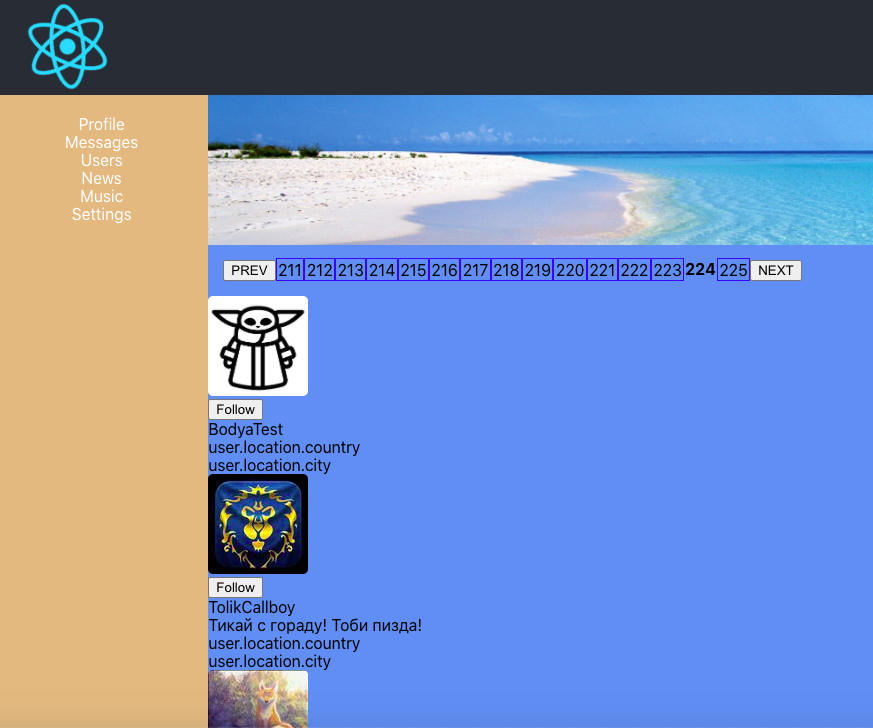 Profile
Messages
Users
News
Music
Settings
PREV 211 212 213 214 215 216 217 218 219 220 221 222 223 224 225 NEXT
Follow
BodyaTest
user.location.country
user.location.city
Follow
TolikCallboy
Тикай с гораду! Тоби пизда!
user.location.country
user.location.city